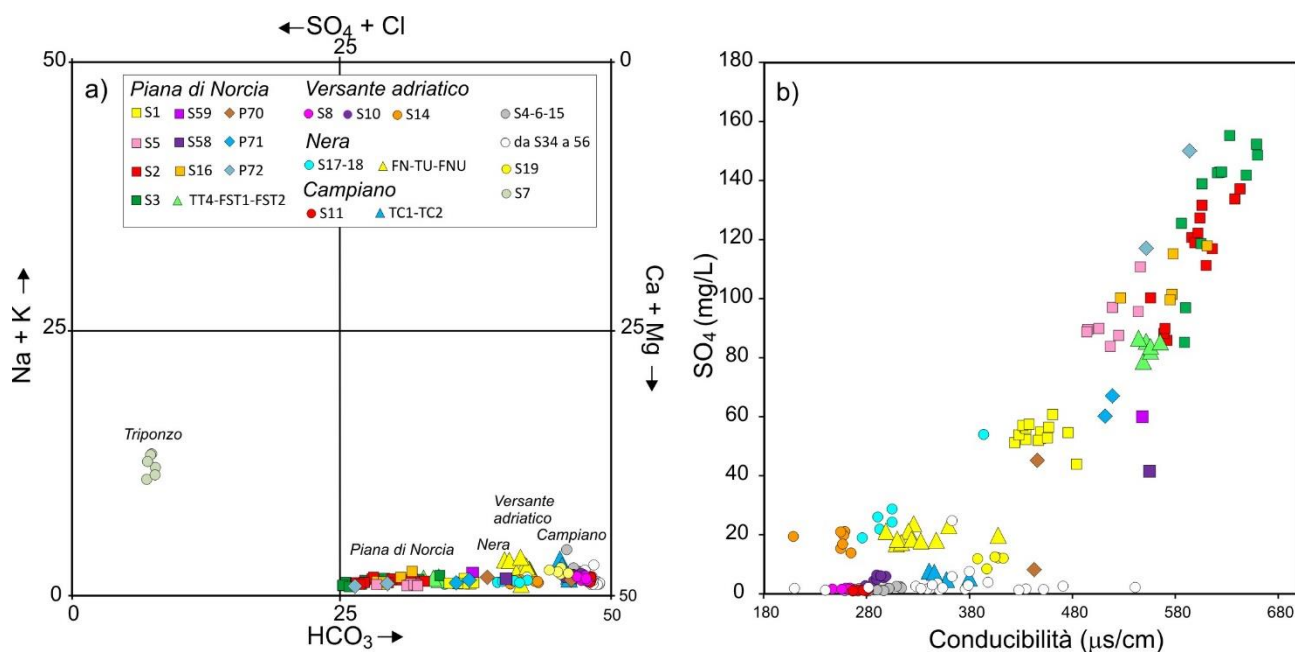 ←SO₄ + Cl
50
25
0
a)
Piana di Norcia
S1
S59
P70
S5
S58
P71
S2
S16
P72
S3
TT4-FST1-FST2
Versante adriatico
S8
S10
S14
Nera
S17-18
FN-TU-FNU
Campiano
S11
TC1-TC2
S4-6-15
da S34 a 56
S19
S7
Na + K →
25
25
Ca + Mg →
Triponzo
Piana di Norcia
Nera
Versante
adriatico
Campiano
0
25
50
HCO₃→
b)
SO₄ (mg/L)
180
160
140
120
100
80
60
40
20
0
180
280
380
480
580
680
Conducibilità (µs/cm)